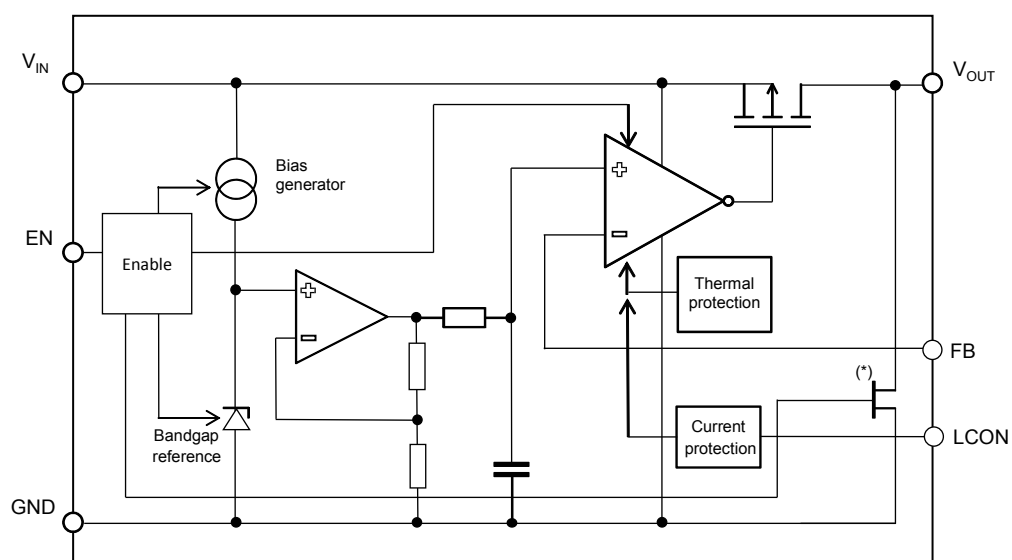 V_IN
V_OUT
Bias
generator
EN
Enable
Thermal
protection
FB
(*)
Bandgap
reference
Current
protection
LCON
GND